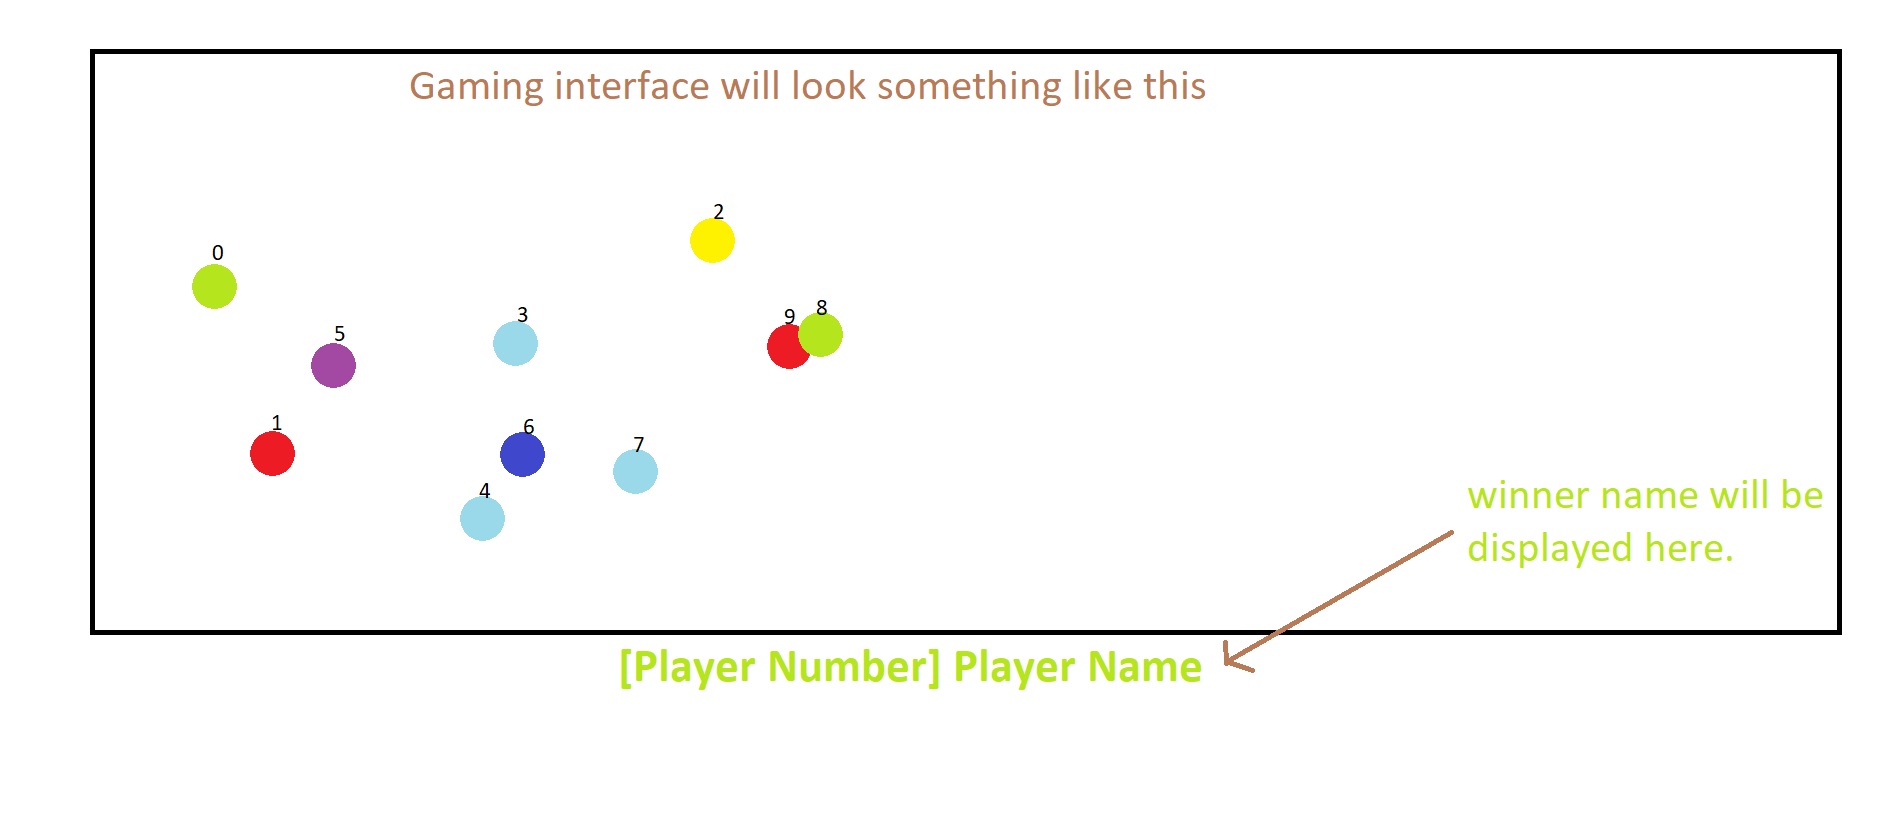 Gaming interface will look something like this
2
0
3
8
9
5
1
6
7
4
winner name will be
displayed here.
[Player Number] Player Name